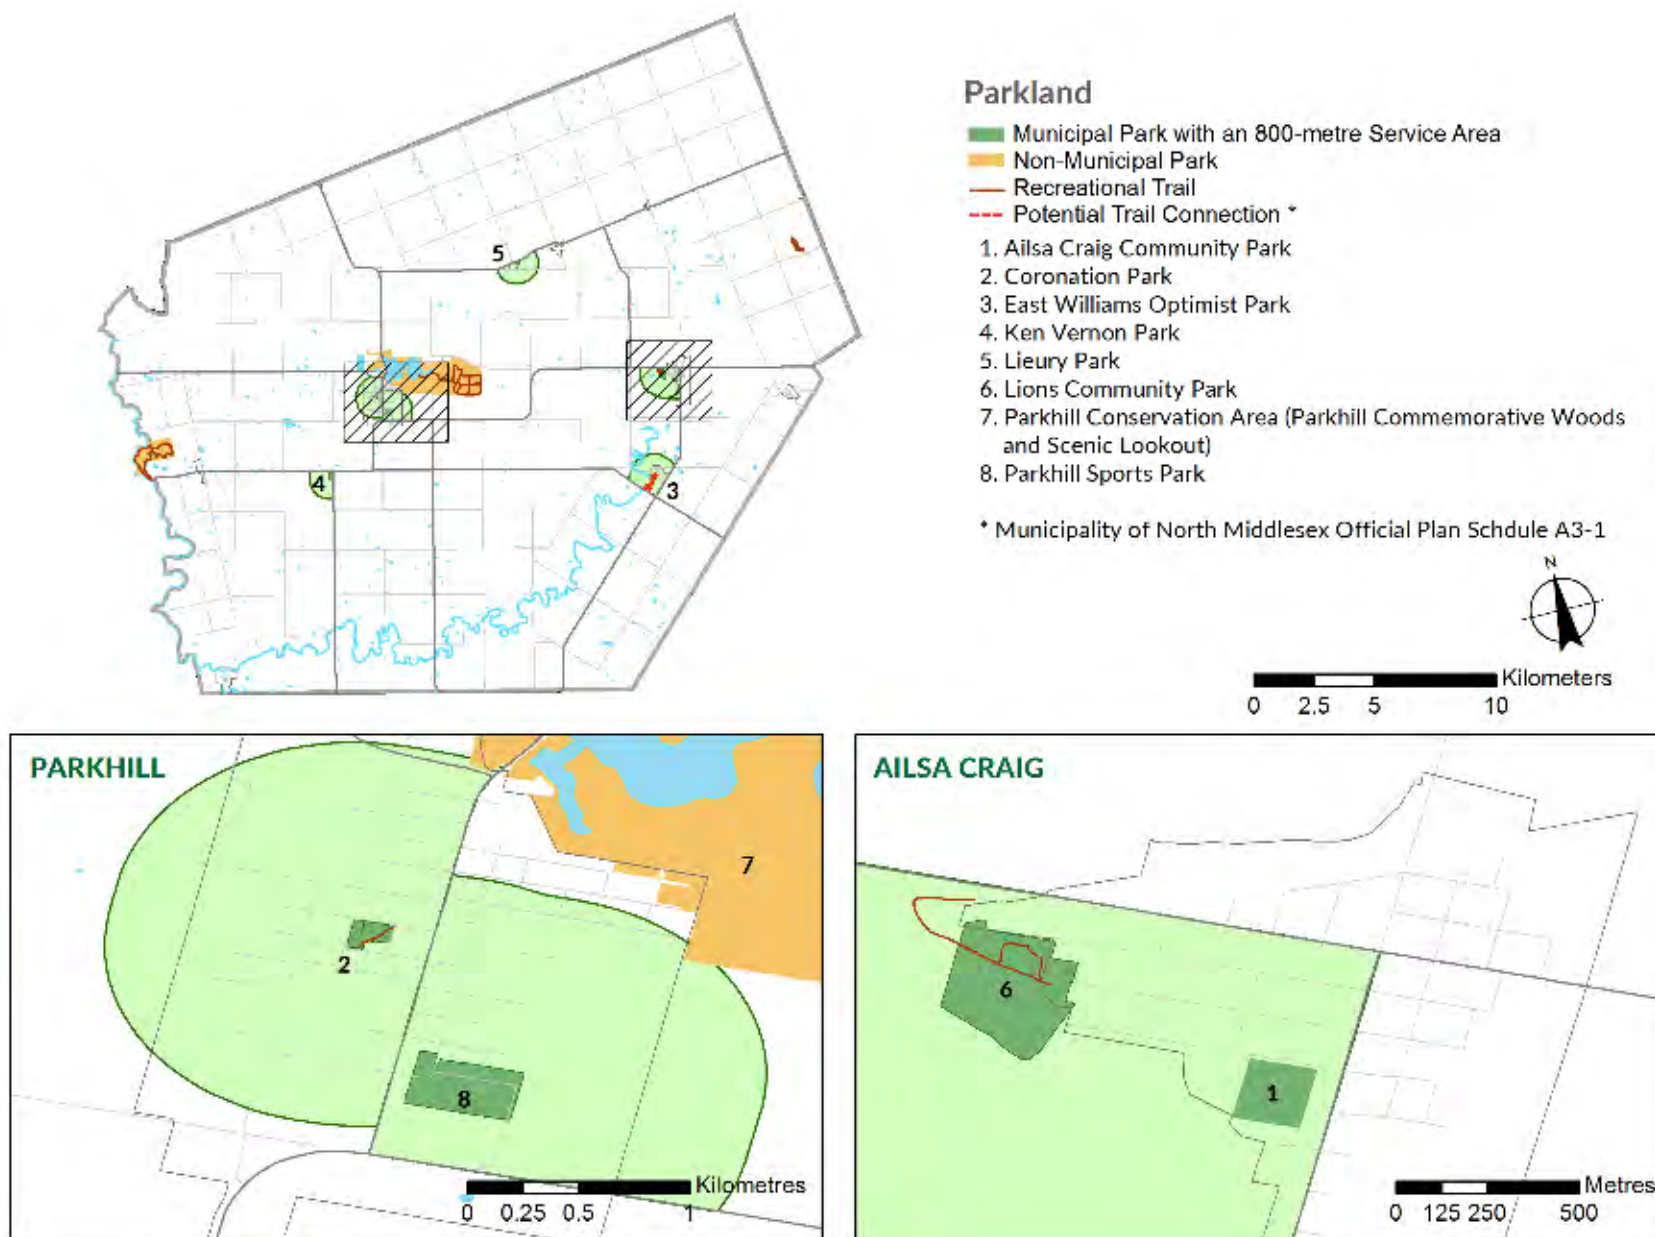 Parkland
Municipal Park with an 800-metre Service Area
Non-Municipal Park
Recreational Trail
Potential Trail Connection *
1. Ailsa Craig Community Park
2. Coronation Park
3. East Williams Optimist Park
4. Ken Vernon Park
5. Lieury Park
6. Lions Community Park
7. Parkhill Conservation Area (Parkhill Commemorative Woods
and Scenic Lookout)
8. Parkhill Sports Park
* Municipality of North Middlesex Official Plan Schdule A3-1
N
Kilometers
0 2.5 5 10
5
4
3
PARKHILL
7
2
8
Kilometres
0 0.25 0.5 1
AILSA CRAIG
6
1
Metres
0 125 250 500